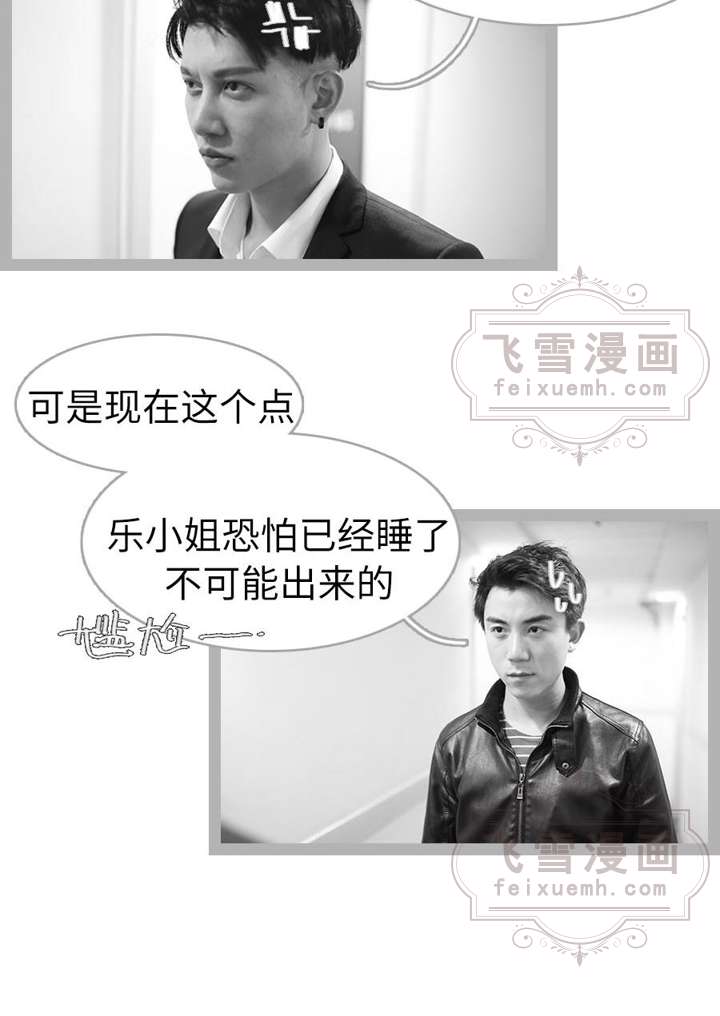 飞雪漫画
feixuemh.com
可是现在这个点
乐小姐恐怕已经睡了
不可能出来的
尴尬一
飞雪漫画
feixuemh.com